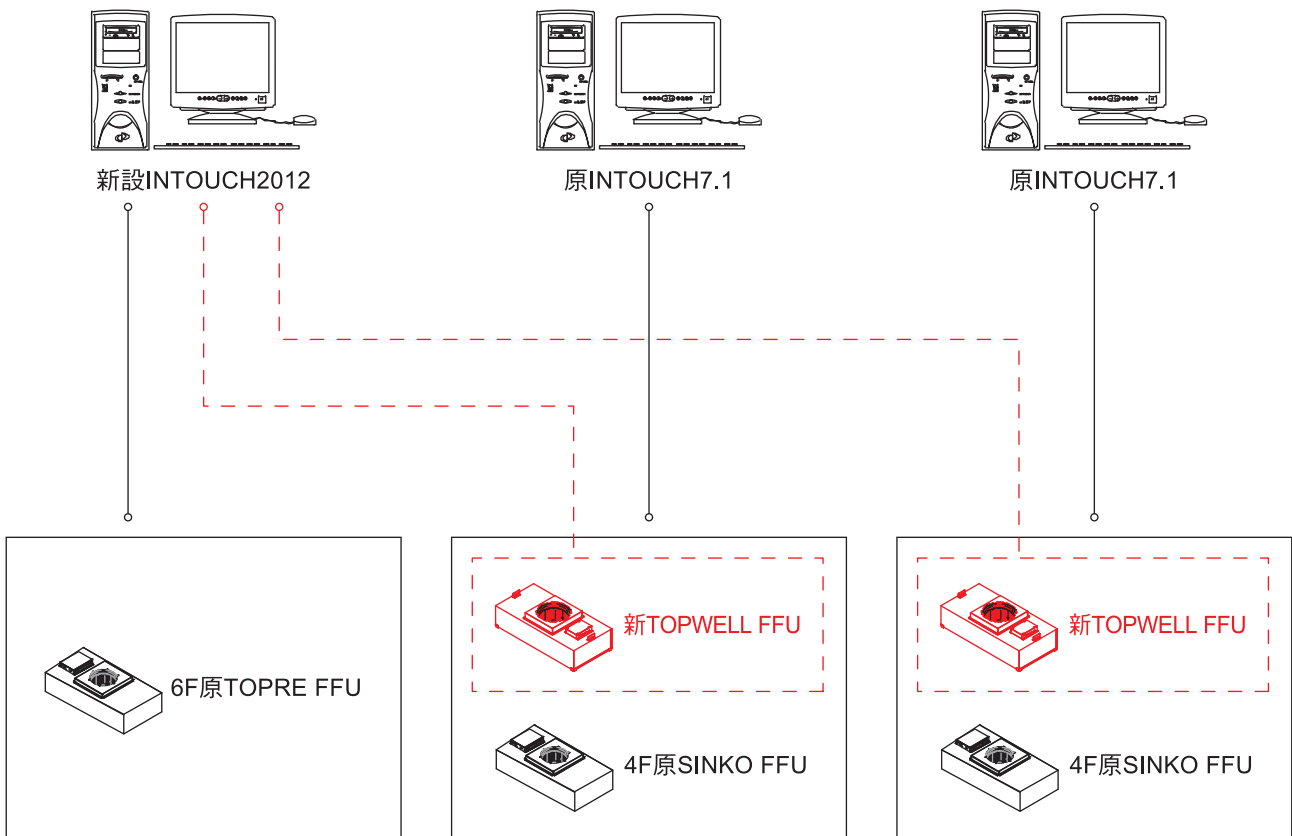 新設INTOUCH2012
原INTOUCH7.1
原INTOUCH7.1
新TOPWELL FFU
新TOPWELL FFU
6F原TOPRE FFU
4F原SINKO FFU
4F原SINKO FFU